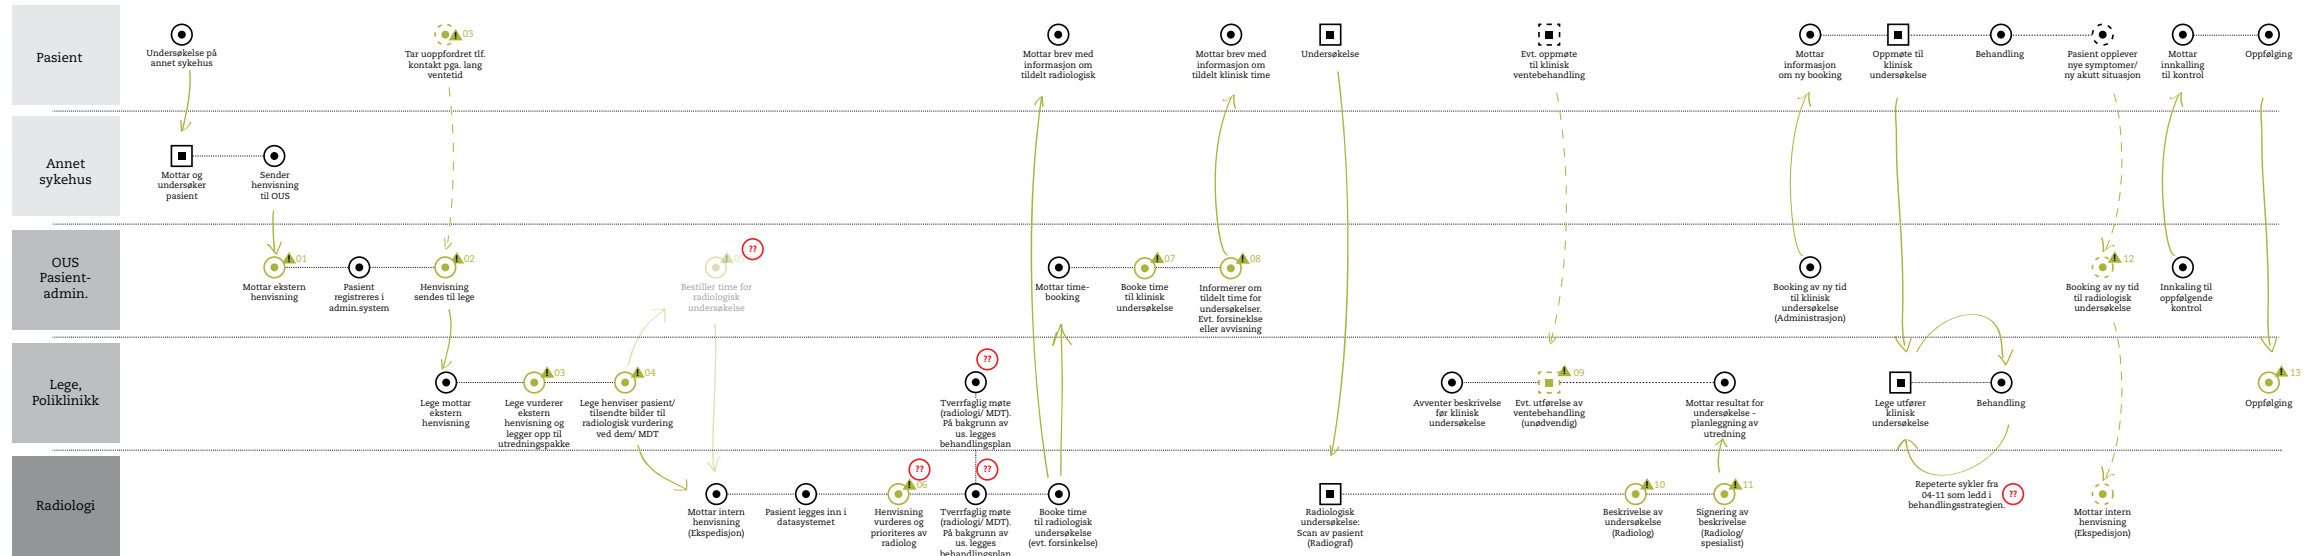 Pasient
Undersøkelse på
annet sykehus
03
Tar uoppfordret tlf.
kontakt pga. lang
ventetid
Mottar brev med
informasjon om
tildelt radiologisk
Mottar brev med
informasjon om
tildelt klinisk time
Undersøkelse
Evt. oppmøte
til klinisk
ventebehandling
Mottar
informasjon
om ny booking
Oppmøte til
klinisk
undersøkelse
Behandling
Pasient opplever
nye symptomer/
ny akutt situasjon
Mottar
innkalling
til kontrol
Oppfølging
Annet
sykehus
Mottar og
undersøker
pasient
Sender
henvisning
til OUS
OUS
Pasient-
admin.
01
Mottar ekstern
henvisning
Pasient
registreres i
admin.system
02
Henvisning
sendes til lege
??
Bestiller time for
radiologisk
undersøkelse
Mottar time-
booking
07
Booke time
til klinisk
undersøkelse
08
Informerer om
tildelt time for
undersøkelser.
Evt. forsineklse
eller avvisning
Booking av ny tid
til klinisk
undersøkelse
(Administrasjon)
12
Booking av ny tid
til radiologisk
undersøkelse
Innkaling til
oppfølgende
kontrol
Lege,
Poliklinikk
Lege mottar
ekstern
henvisning
03
Lege vurderer
ekstern
henvisning og
legger opp til
utredningspakke
04
Lege henviser pasient/
tilsendte bilder til
radiologisk vurdering
ved dem/ MDT
??
Tverrfaglig møte
(radiologi/ MDT).
På bakgrunn av
us. legges
behandlingsplan
Avventer beskrivelse
før klinisk
undersøkelse
09
Evt. utførelse av
ventebehandling
(unødvendig)
Mottar resultat for
undersøkelse -
planleggning av
utredning
Lege utfører
klinisk
undersøkelse
Behandling
13
Oppfølging
Radiologi
Mottar intern
henvisning
(Ekspedisjon)
Pasient legges inn i
datasystemet
??
06
Henvisning
vurderes og
prioriteres av
radiolog
??
Tverrfaglig møte
(radiologi/ MDT).
På bakgrunn av
us. legges
behandlingsplan
Booke time
til radiologisk
undersøkelse
(evt. forsinkelse)
Radiologisk
undersøkelse:
Scan av pasient
(Radiograf)
10
Beskrivelse av
undersøkelse
(Radiolog)
11
Signering av
beskrivelse
(Radiolog/
spesialist)
Repeterte sykler fra
04-11 som ledd i
behandlingsstrategien.
??
Mottar intern
henvisning
(Ekspedisjon)